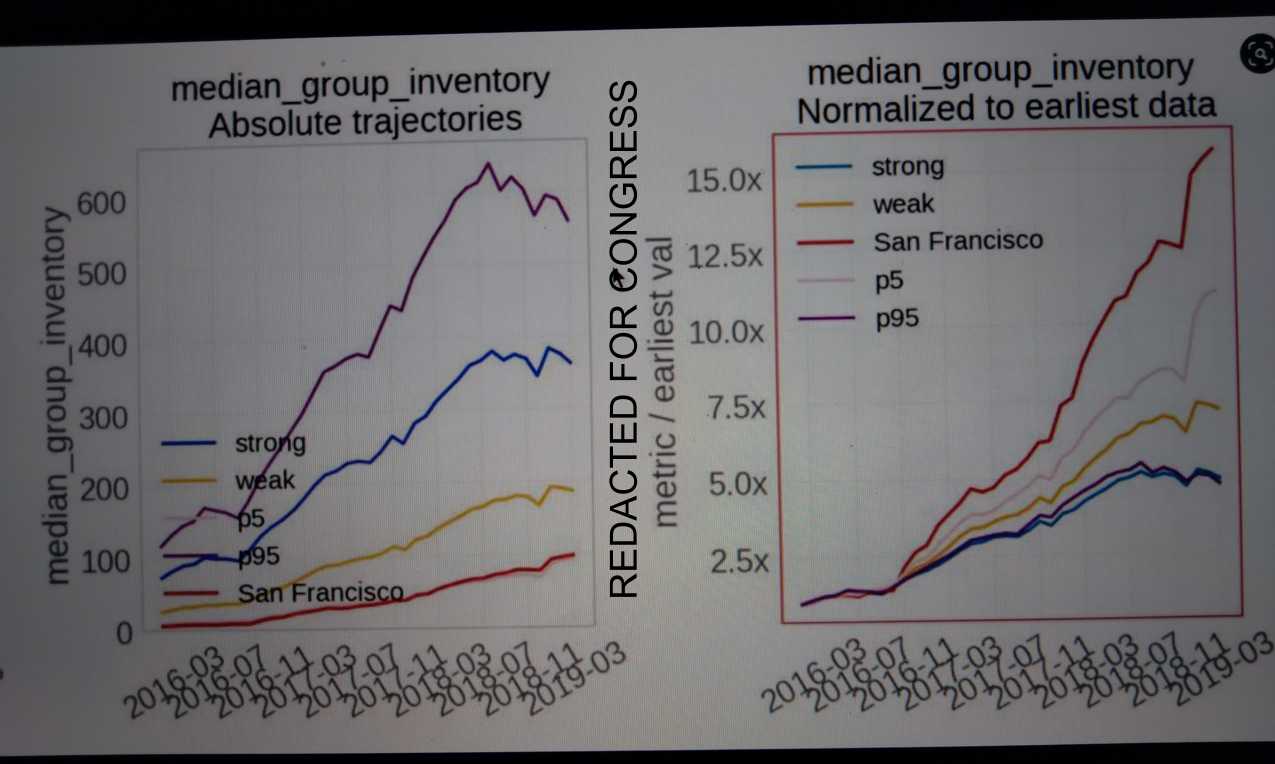 median_group_inventory
Absolute trajectories
median_group_inventory
600
500
400
300
200
100
0
strong
weak
p5
p95
San Francisco
2016-03
2016-07
2016-11
2017-03
2017-07
2017-11
2018-03
2018-07
2018-11
2019-03
REDACTED FOR CONGRESS
median_group_inventory
Normalized to earliest data
metric / earliest val
15.0x
12.5x
10.0x
7.5x
5.0x
2.5x
strong
weak
San Francisco
p5
p95
2016-03
2016-07
2016-11
2017-03
2017-07
2017-11
2018-03
2018-07
2018-11
2019-03